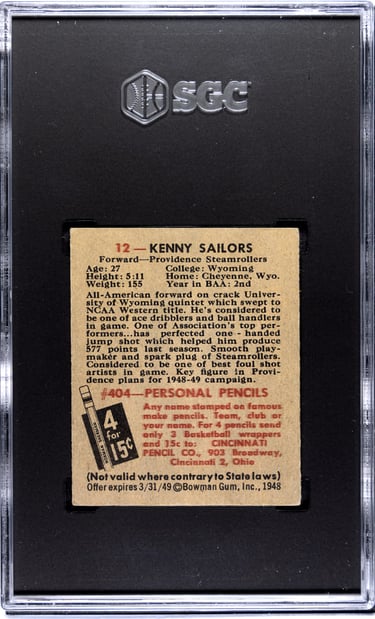 SGC
12—KENNY SAILORS
Forward—Providence Steamrollers
Age: 27 College: Wyoming
Height: 5:11 Home: Cheyenne, Wyo.
Weight: 155 Year in BAA: 2nd
All-American forward on crack Univer-
sity of Wyoming quintet which swept to
NCAA Western title. He's considered to
be one of ace dribblers and ball handlers
in game. One of Association's top per-
formers...has perfected one-handed
jump shot which helped him produce
577 points last season. Smooth play-
maker and spark plug of Steamrollers.
Considered to be one of best foul shot
artists in game. Key figure in Provi-
dence plans for 1948-49 campaign.
#404—PERSONAL PENCILS
4
for
15¢
Any name stamped on famous
make pencils. Team, club or
your name. For 4 pencils send
only 3 Basketball wrappers
and 15c to: CINCINNATI
PENCIL CO., 903 Broadway,
Cincinnati 2, Ohio
(Not valid where contrary to State laws)
Offer expires 3/31/49 ©Bowman Gum, Inc., 1948